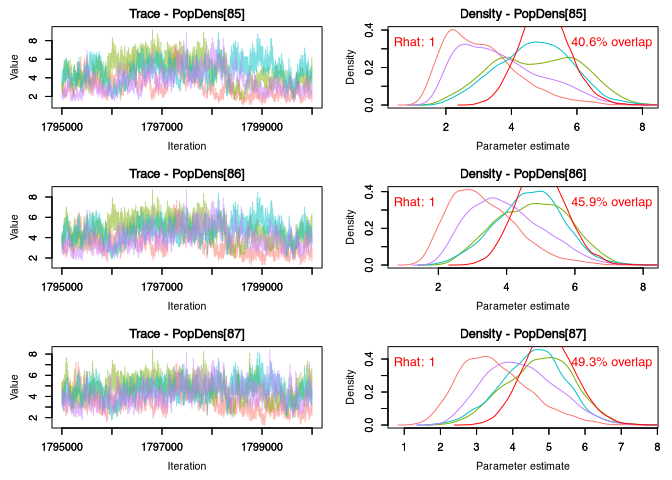 Trace - PopDens[85]
Value
2 4 6 8
1795000 1797000 1799000
Iteration
Density - PopDens[85]
Density
0.0 0.2 0.4
Rhat: 1
40.6% overlap
2 4 6 8
Parameter estimate
Trace - PopDens[86]
Value
2 4 6 8
1795000 1797000 1799000
Iteration
Density - PopDens[86]
Density
0.0 0.2 0.4
Rhat: 1
45.9% overlap
2 4 6 8
Parameter estimate
Trace - PopDens[87]
Value
2 4 6 8
1795000 1797000 1799000
Iteration
Density - PopDens[87]
Density
0.0 0.2 0.4
Rhat: 1
49.3% overlap
1 2 3 4 5 6 7 8
Parameter estimate